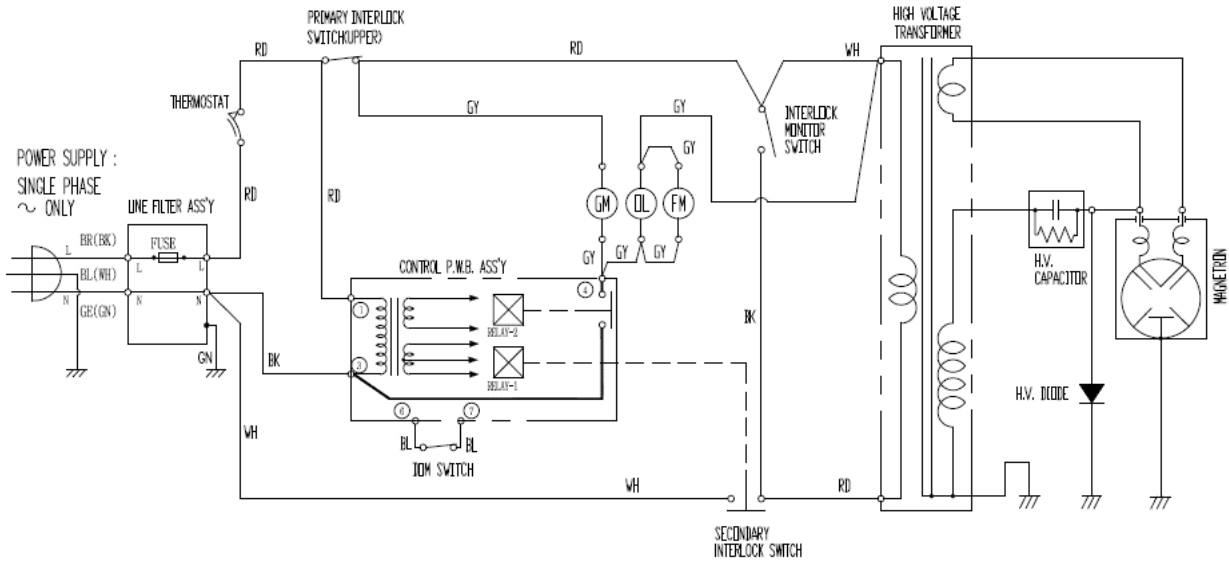 PRIMARY INTERLOCK
SWITCH(UPPER)
HIGH VOLTAGE
TRANSFORMER
RD
RD
WH
THERMOSTAT
GY
GY
GY
INTERLOCK
MONITOR
SWITCH
POWER SUPPLY :
SINGLE PHASE
～ ONLY
RD
RD
GM
OL
FM
LINE FILTER ASS'Y
BR(BK)
FUSE
L
L
L
BL(WH)
N
N
N
GE(GN)
GN
GY
GY
GY
CONTROL P.W.B. ASS'Y
1
4
RELAY-2
3
RELAY-1
BK
BK
6
7
BL
BL
DOM SWITCH
WH
WH
RD
SECONDARY
INTERLOCK SWITCH
H.V.
CAPACITOR
MAGNETRON
H.V. DIODE